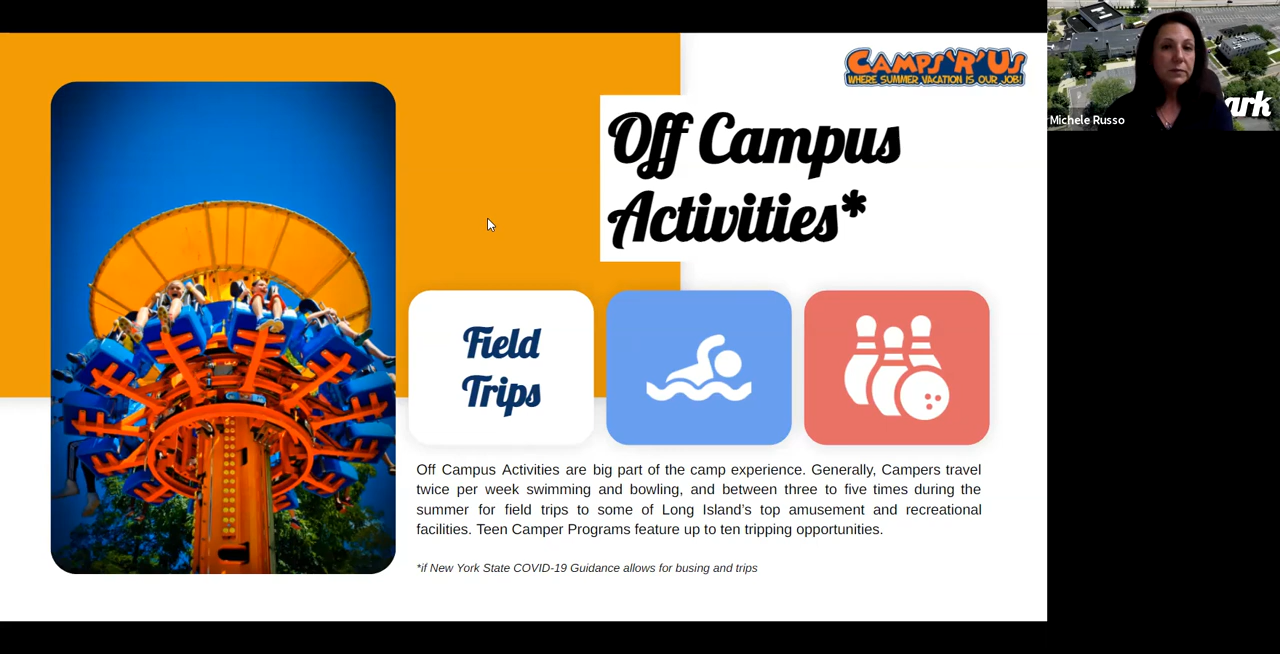 CAMPS'R'US
WHERE SUMMER VACATION IS OUR JOB!
Off Campus
Activities*
Field
Trips
Off Campus Activities are big part of the camp experience. Generally, Campers travel
twice per week swimming and bowling, and between three to five times during the
summer for field trips to some of Long Island's top amusement and recreational
facilities. Teen Camper Programs feature up to ten tripping opportunities.
*if New York State COVID-19 Guidance allows for busing and trips
Michele Russo